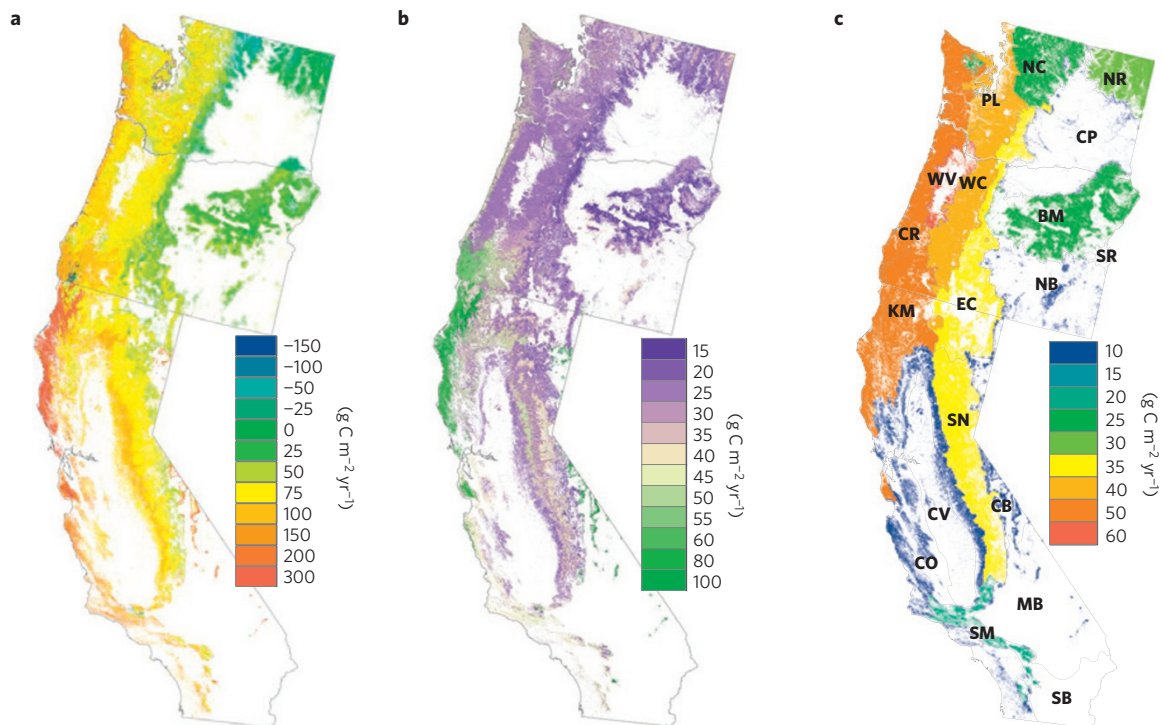 a
−150
−100
−50
−25
0
25
50
75
100
150
200
300
(g C m−2 yr−1)
b
15
20
25
30
35
40
45
50
55
60
80
100
(g C m−2 yr−1)
c
NC
NR
PL
CP
WV
WC
BM
CR
SR
NB
KM
EC
SN
CV
CB
CO
MB
SM
SB
10
15
20
25
30
35
40
50
60
(g C m−2 yr−1)